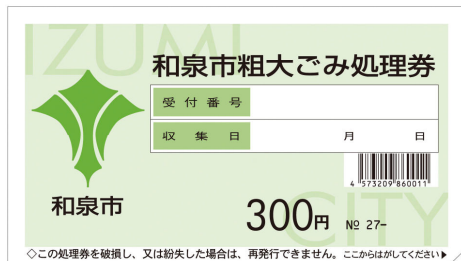 IZUMI
和泉市粗大ごみ処理券
受付番号
収集日 月 日
4 573209 860011
和泉市
300円 № 27-
CITY
◇この処理券を破損し、又は紛失した場合は、再発行できません。 ここからはがしてください▶